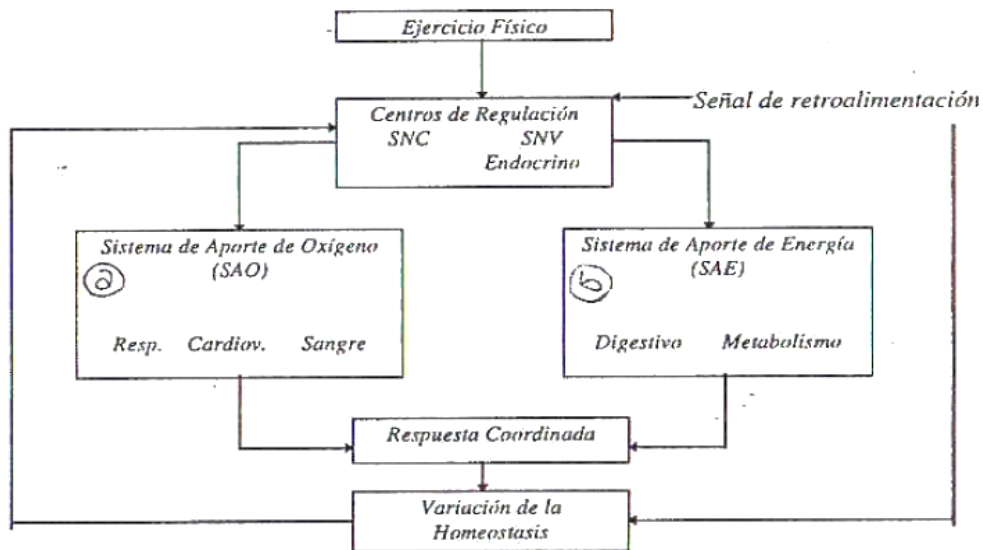 Ejercicio Físico
Señal de retroalimentación
Centros de Regulación
SNC SNV
Endocrino
Sistema de Aporte de Oxígeno
(SAO)
a
Resp. Cardiov. Sangre
Sistema de Aporte de Energía
(SAE)
b
Digestivo Metabolismo
Respuesta Coordinada
Variación de la
Homeostasis